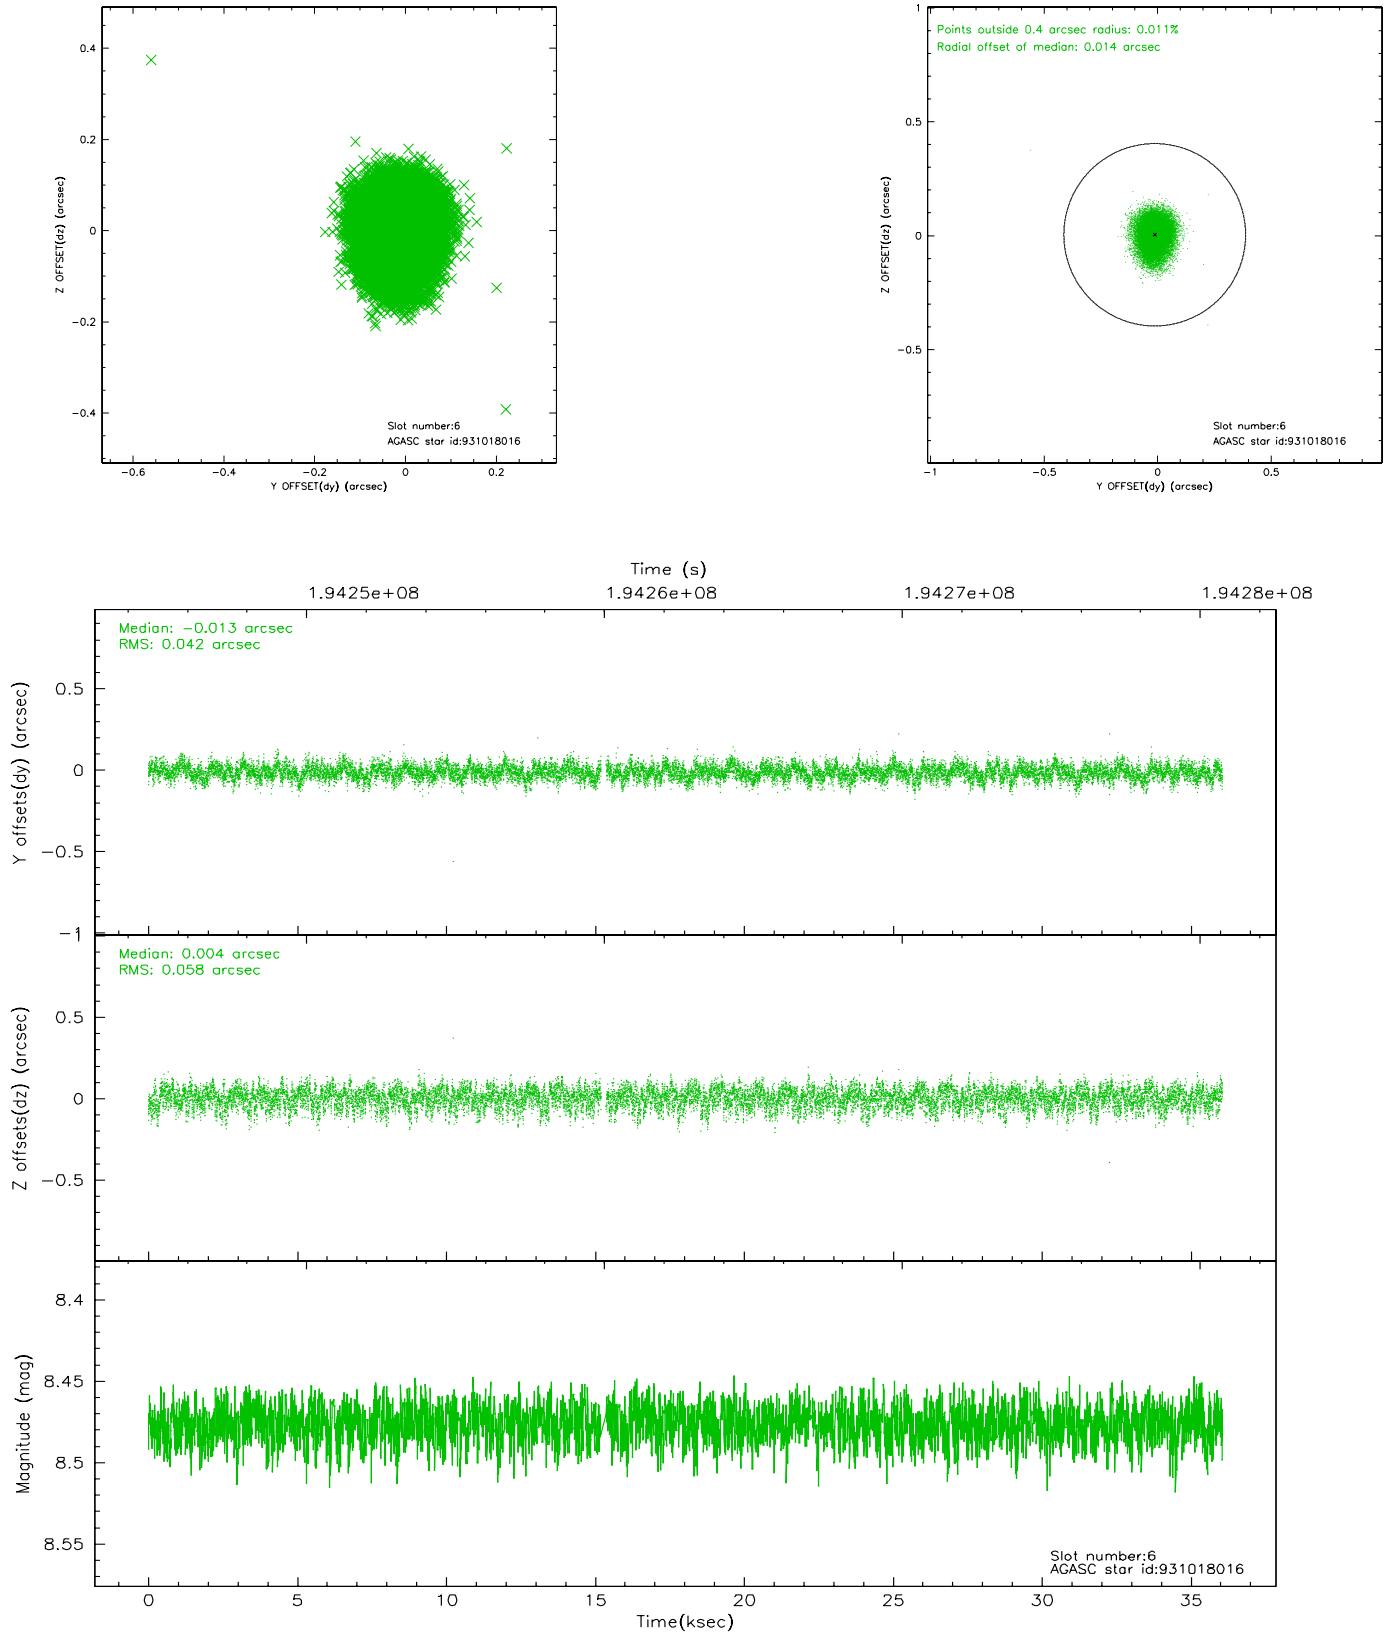 0.4
0.2
0
−0.2
−0.4
Z OFFSET(dz) (arcsec)
Slot number:6
AGASC star id:931018016
−0.6 −0.4 −0.2 0 0.2
Y OFFSET(dy) (arcsec)
Points outside 0.4 arcsec radius: 0.011%
Radial offset of median: 0.014 arcsec
1
0.5
0
−0.5
−1
Z OFFSET(dz) (arcsec)
Slot number:6
AGASC star id:931018016
−1 −0.5 0 0.5
Y OFFSET(dy) (arcsec)
Time (s)
1.9425e+08 1.9426e+08 1.9427e+08 1.9428e+08
Median: −0.013 arcsec
RMS: 0.042 arcsec
0.5
0
−0.5
−1
Y offsets(dy) (arcsec)
Median: 0.004 arcsec
RMS: 0.058 arcsec
0.5
0
−0.5
Z offsets(dz) (arcsec)
8.4
8.45
8.5
8.55
Magnitude (mag)
Slot number:6
AGASC star id:931018016
0 5 10 15 20 25 30 35
Time(ksec)